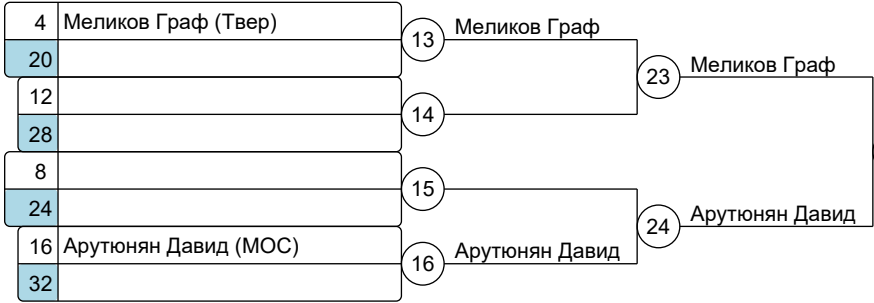 4 Меликов Граф (Твер)
13 Меликов Граф
20
23 Меликов Граф
12
14
28
8
15
24
24 Арутюнян Давид
16 Арутюнян Давид (МОС)
16 Арутюнян Давид
32